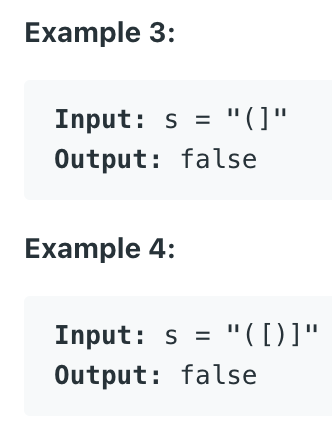 Example 3:
Input: s = "(]"
Output: false
Example 4:
Input: s = "([)]"
Output: false